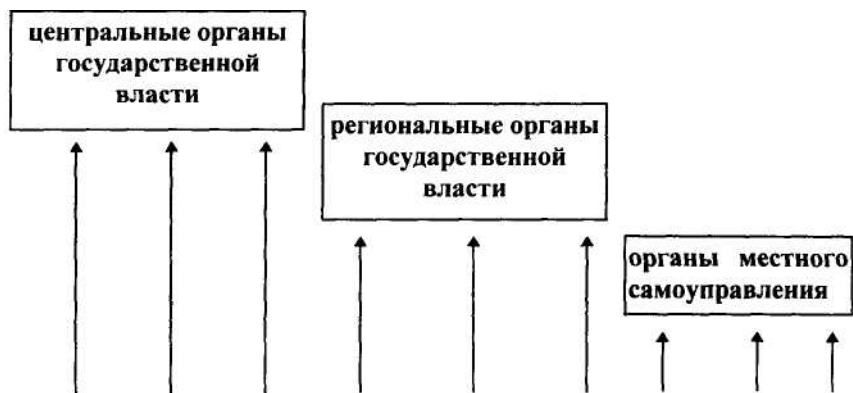 центральные органы
государственной
власти
региональные органы
государственной
власти
органы местного
самоуправления